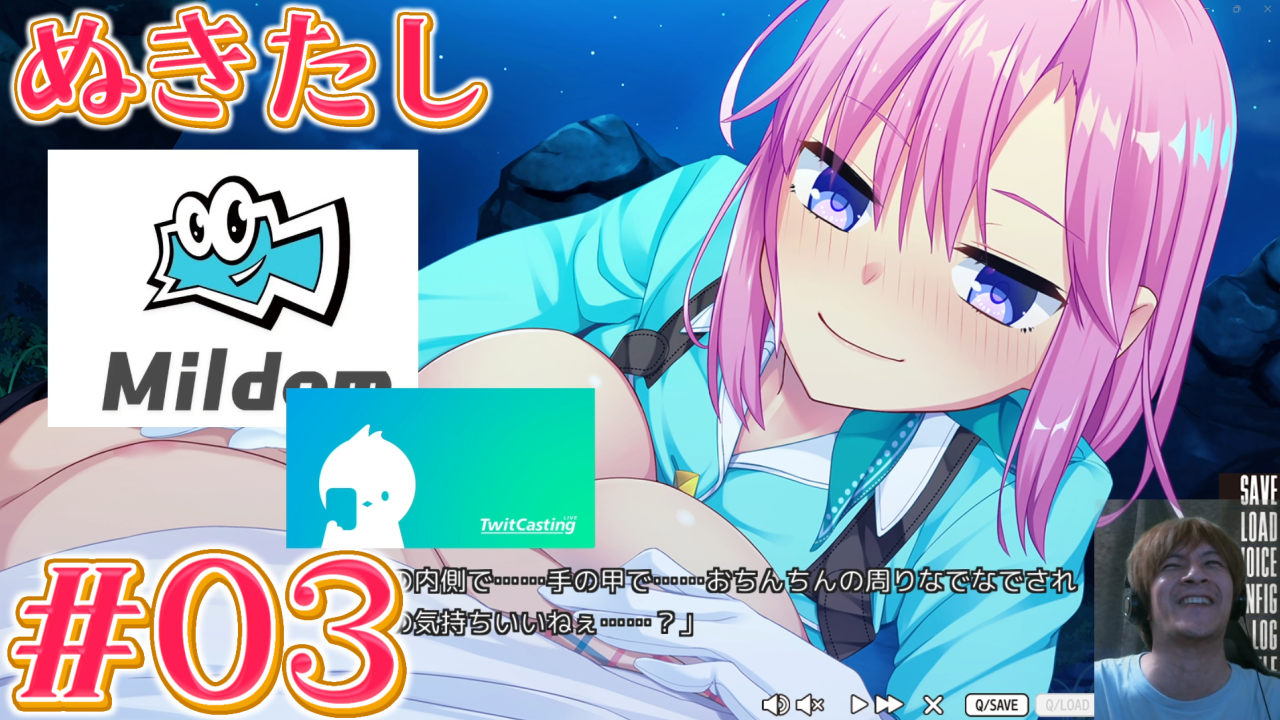 ぬきたし
Mildom
TwitCasting
LIVE
の内側で……手の甲で……おちんちんの周りなでなでされ
の気持ちいいねぇ……？」
#03
SAVE
LOAD
VOICE
NFIG
LOG
Q/SAVE
Q/LOAD